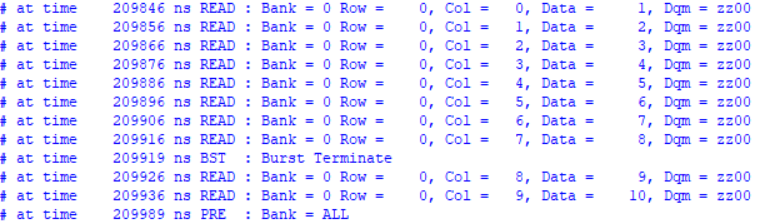 # at time    209846 ns READ : Bank = 0 Row =     0, Col =   0, Data =     1, Dqm = zz00
# at time    209856 ns READ : Bank = 0 Row =     0, Col =   1, Data =     2, Dqm = zz00
# at time    209866 ns READ : Bank = 0 Row =     0, Col =   2, Data =     3, Dqm = zz00
# at time    209876 ns READ : Bank = 0 Row =     0, Col =   3, Data =     4, Dqm = zz00
# at time    209886 ns READ : Bank = 0 Row =     0, Col =   4, Data =     5, Dqm = zz00
# at time    209896 ns READ : Bank = 0 Row =     0, Col =   5, Data =     6, Dqm = zz00
# at time    209906 ns READ : Bank = 0 Row =     0, Col =   6, Data =     7, Dqm = zz00
# at time    209916 ns READ : Bank = 0 Row =     0, Col =   7, Data =     8, Dqm = zz00
# at time    209919 ns BST  : Burst Terminate
# at time    209926 ns READ : Bank = 0 Row =     0, Col =   8, Data =     9, Dqm = zz00
# at time    209936 ns READ : Bank = 0 Row =     0, Col =   9, Data =    10, Dqm = zz00
# at time    209989 ns PRE  : Bank = ALL